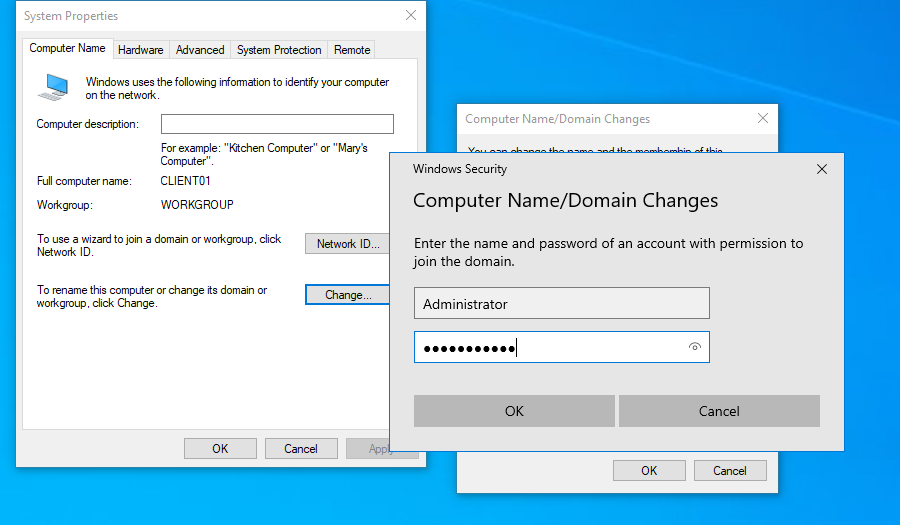 System Properties
Computer Name Hardware Advanced System Protection Remote
Windows uses the following information to identify your computer
on the network.
Computer description:
For example: "Kitchen Computer" or "Mary's
Computer".
Full computer name: CLIENT01
Workgroup: WORKGROUP
To use a wizard to join a domain or workgroup, click
Network ID.
Network ID...
To rename this computer or change its domain or
workgroup, click Change.
Change...
OK Cancel Apply
Computer Name/Domain Changes
You can change the name and the membership of this
Windows Security
Computer Name/Domain Changes
Enter the name and password of an account with permission to
join the domain.
Administrator
●●●●●●●●●●●
OK Cancel
OK Cancel